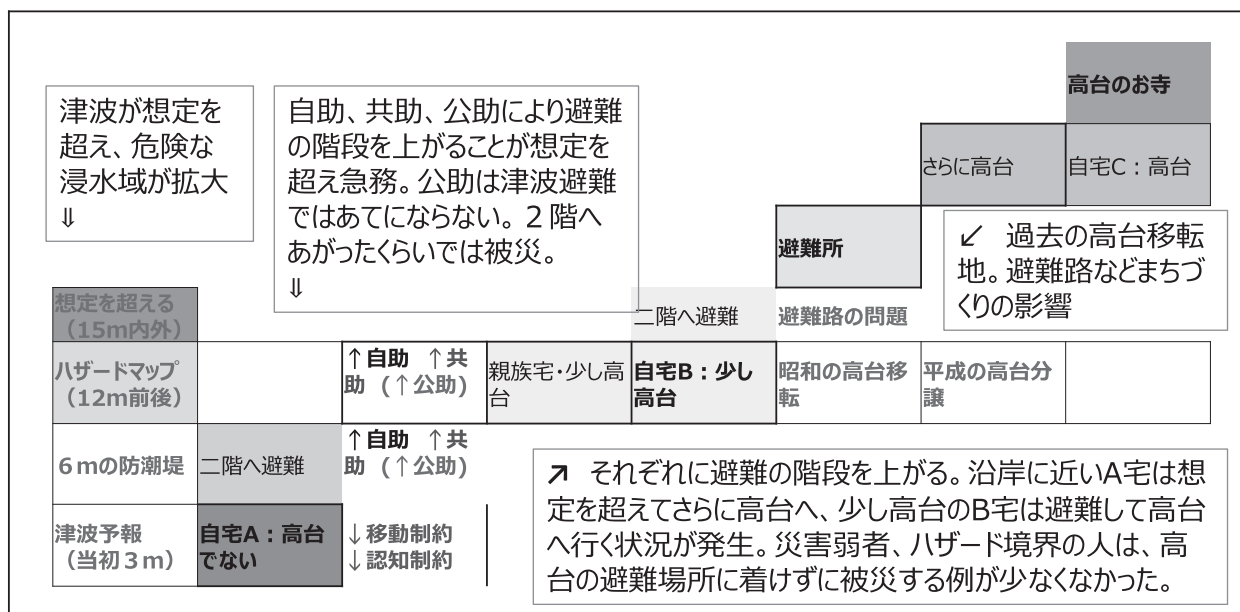 高台のお寺
津波が想定を
超え、危険な
浸水域が拡大
⇓
自助、共助、公助により避難
の階段を上がることが想定を
超え急務。公助は津波避難
ではあてにならない。２階へ
あがったくらいでは被災。
⇓
さらに高台
自宅C：高台
避難所
↙ 過去の高台移転
地。避難路などまちづ
くりの影響
想定を超える
（15m内外）
二階へ避難
避難路の問題
ハザードマップ
（12m前後）
↑自助 ↑共
助（↑公助）
親族宅・少し高
台
自宅B：少し
高台
昭和の高台移
転
平成の高台分
譲
６mの防潮堤
二階へ避難
↑自助 ↑共
助（↑公助）
↗ それぞれに避難の階段を上がる。沿岸に近いA宅は想
定を超えてさらに高台へ、少し高台のB宅は避難して高台
へ行く状況が発生。災害弱者、ハザード境界の人は、高
台の避難場所に着けずに被災する例が少なくなかった。
津波予報
（当初３m）
自宅A：高台
でない
↓移動制約
↓認知制約